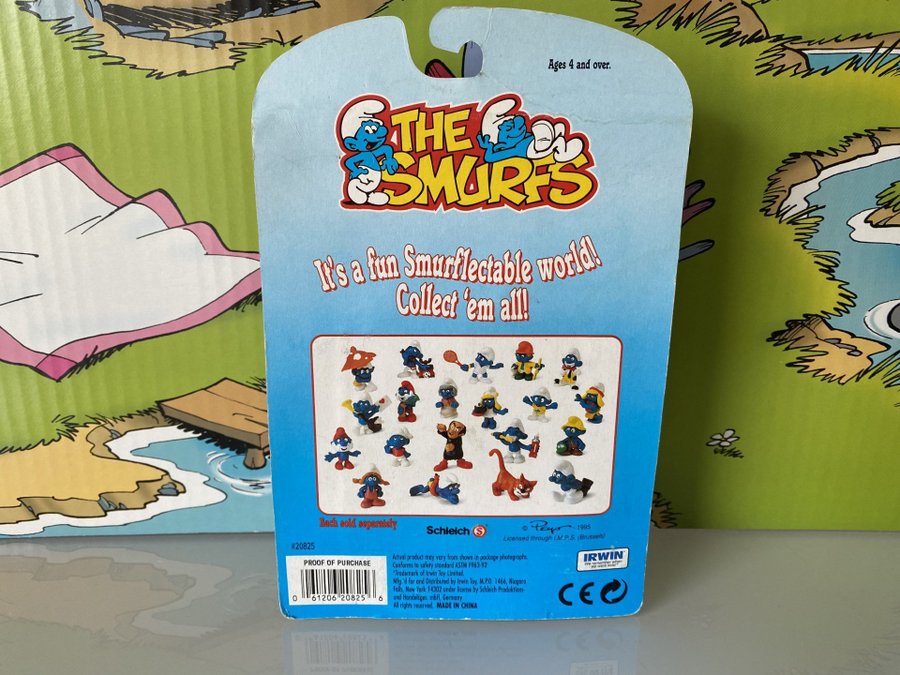 Ages 4 and over.
THE
SMURFS
It's a fun Smurflectable world!
Collect 'em all!
Each sold separately
Schleich S
© Peyo - 1995
Licensed through I.M.P.S. (Brussels)
#20825
PROOF OF PURCHASE
0 61206 20825 6
Actual product may vary from shown in package photographs.
Conforms to safety standard ASTM F963-92
*Trademark of Irwin Toy Limited.
Mfg.'d for and Distributed by Irwin Toy, M.P.O. 1466, Niagara
Falls, New York 14302 under license by Schleich Produktions-
und Handelges. mbH, Germany
All rights reserved. MADE IN CHINA
IRWIN
CE